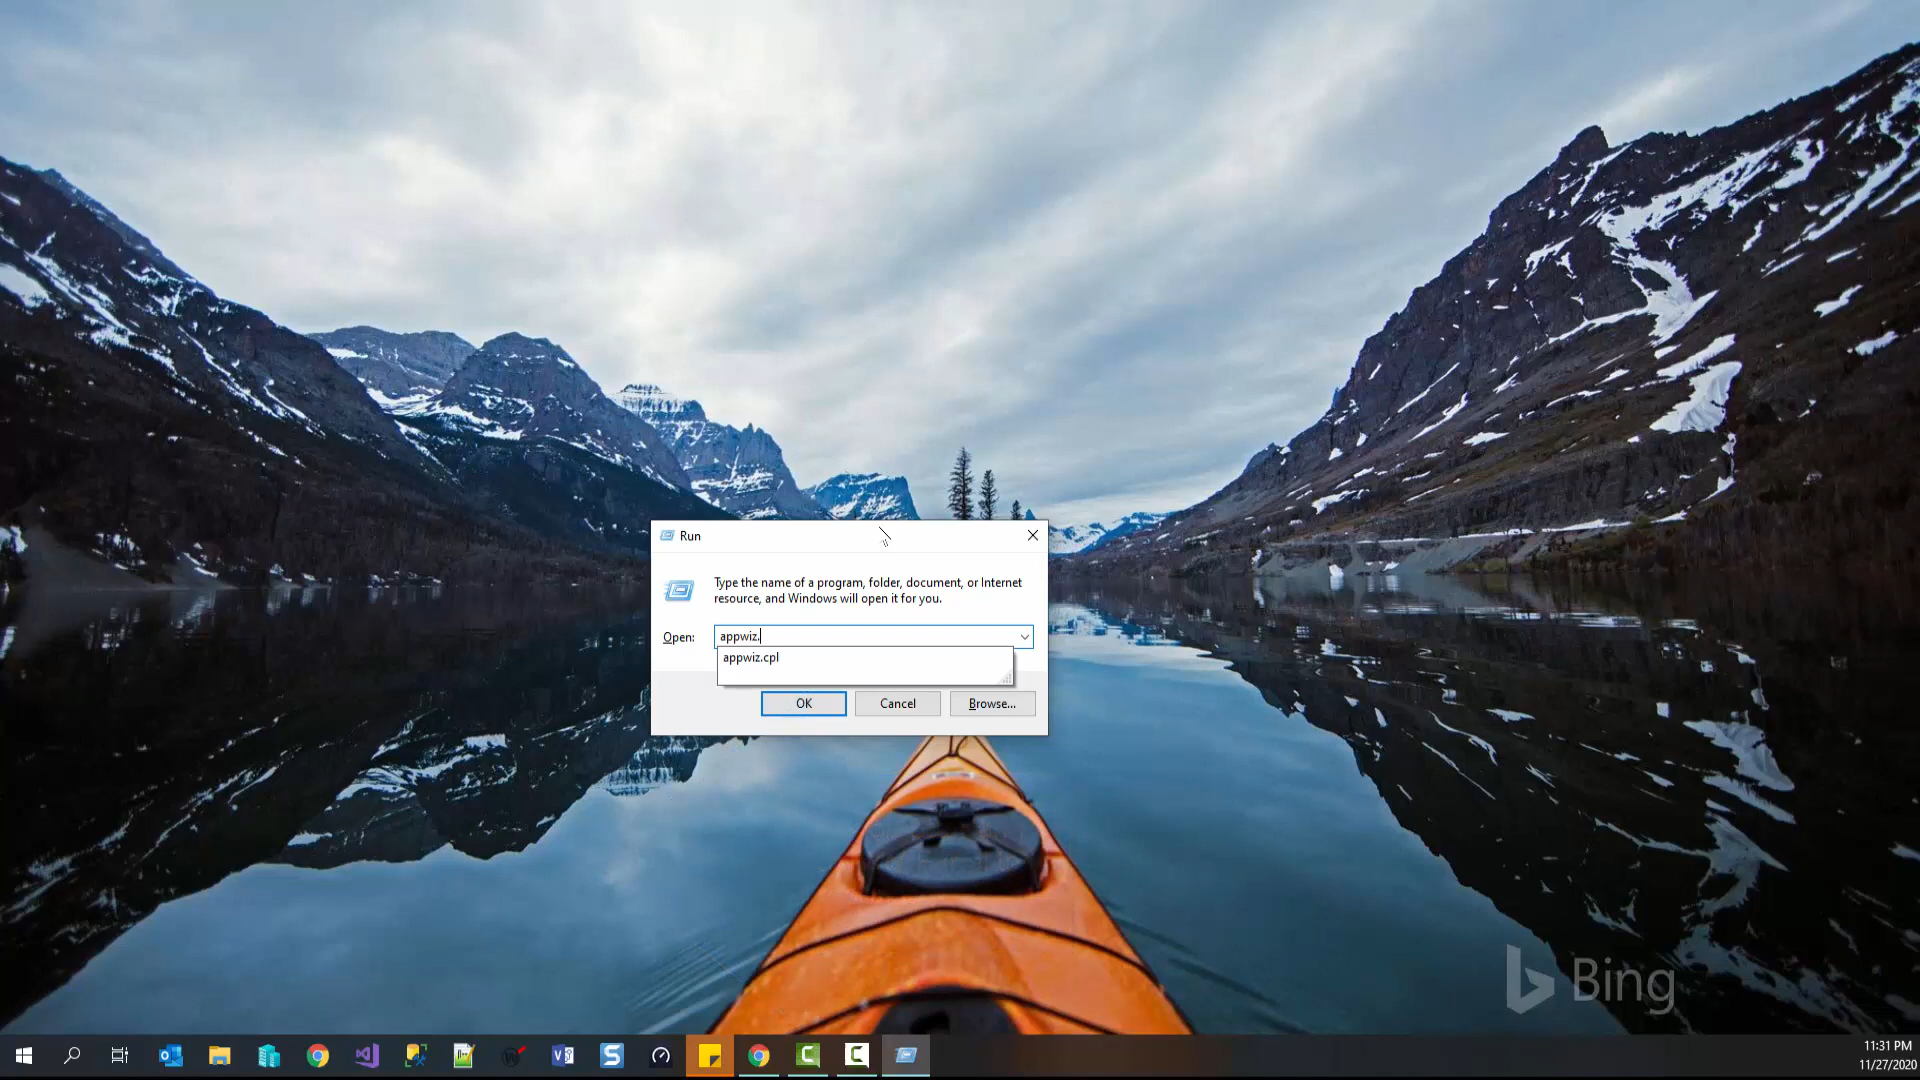 Run
Type the name of a program, folder, document, or Internet
resource, and Windows will open it for you.
Open:
appwiz.
appwiz.cpl
OK
Cancel
Browse...
Bing
11:31 PM
11/27/2020